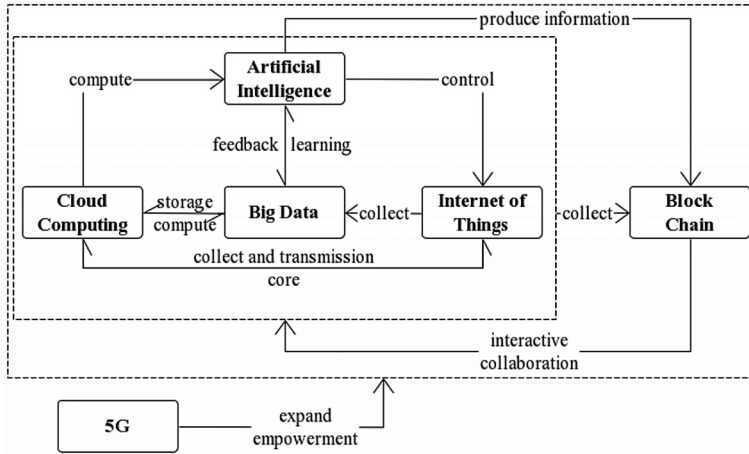 produce information
Artificial
Intelligence
compute
control
feedback
learning
Cloud
Computing
storage
compute
Big Data
collect
Internet of
Things
collect
Block
Chain
collect and transmission
core
interactive
collaboration
5G
expand
empowerment